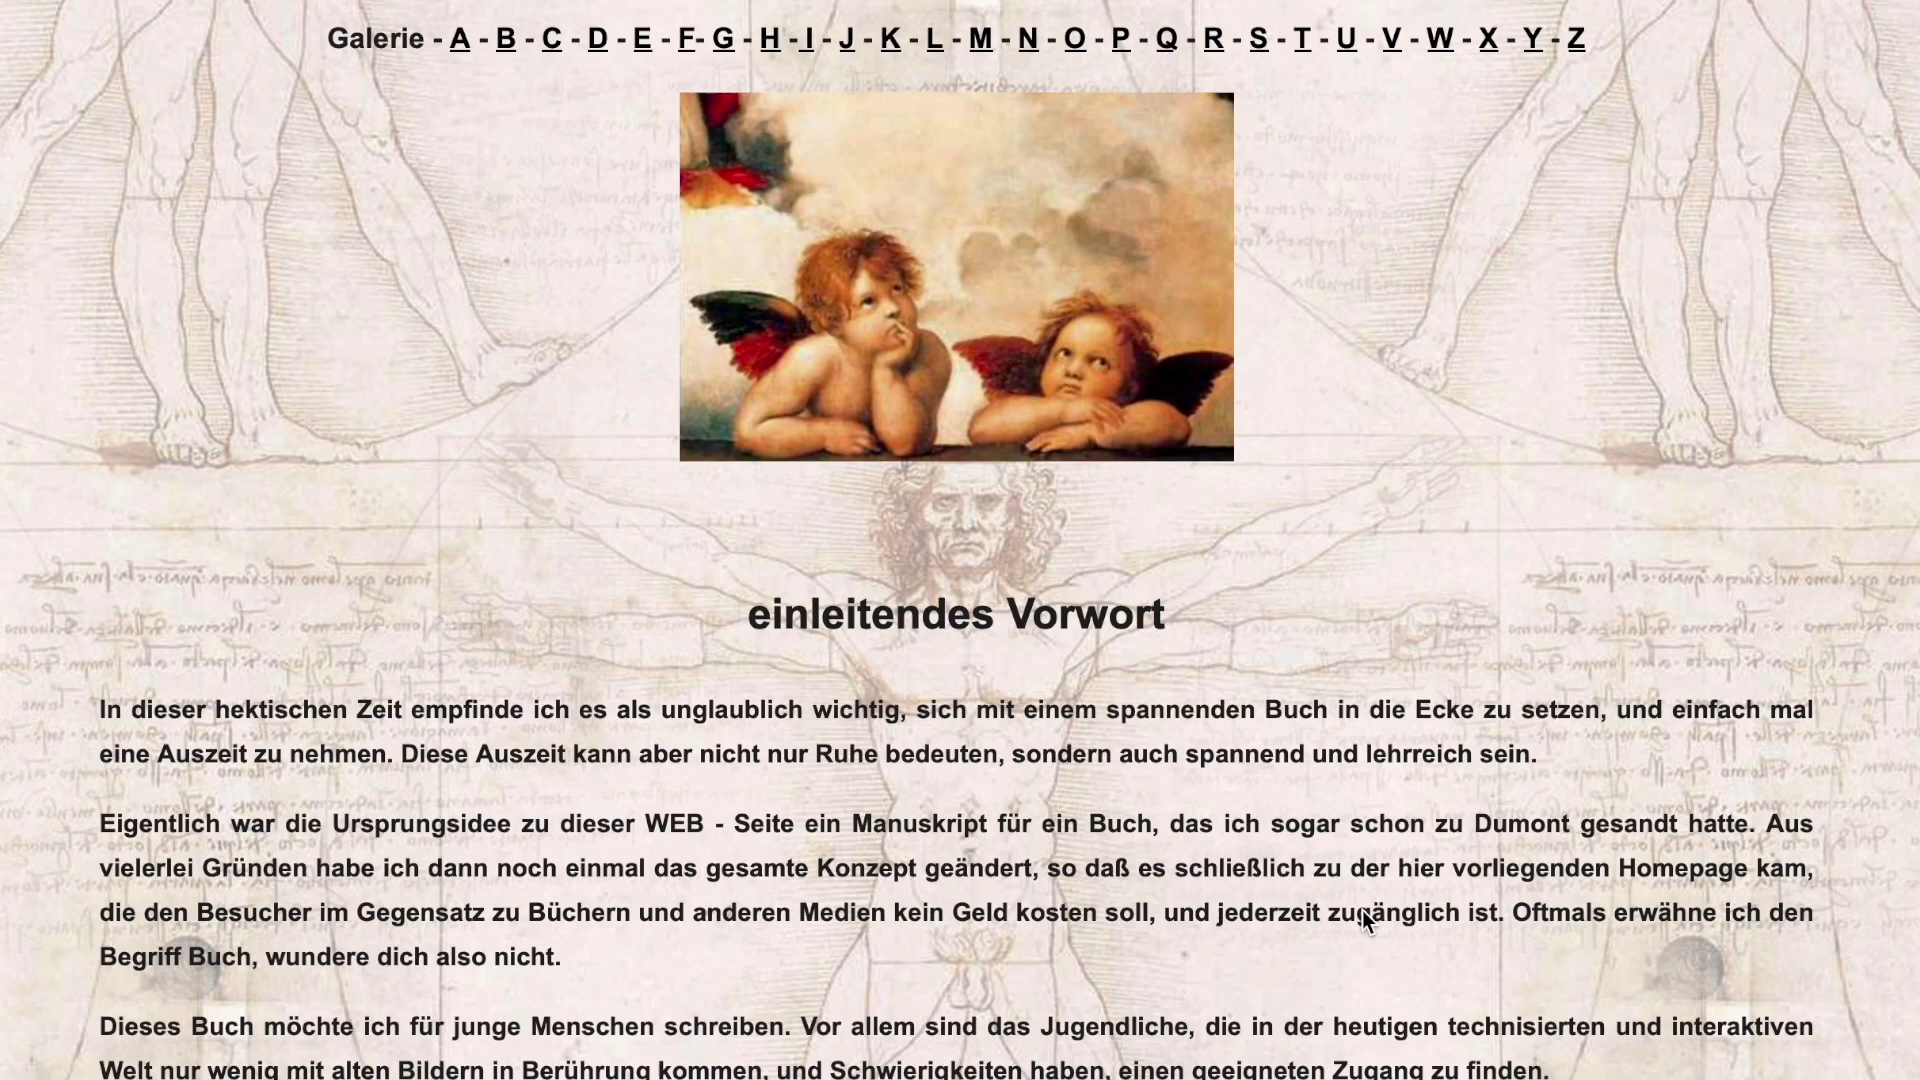 Galerie - A - B - C - D - E - F- G - H - I - J - K - L - M - N - O - P - Q - R - S - T - U - V - W - X - Y - Z
einleitendes Vorwort
In dieser hektischen Zeit empfinde ich es als unglaublich wichtig, sich mit einem spannenden Buch in die Ecke zu setzen, und einfach mal
eine Auszeit zu nehmen. Diese Auszeit kann aber nicht nur Ruhe bedeuten, sondern auch spannend und lehrreich sein.
Eigentlich war die Ursprungsidee zu dieser WEB - Seite ein Manuskript für ein Buch, das ich sogar schon zu Dumont gesandt hatte. Aus
vielerlei Gründen habe ich dann noch einmal das gesamte Konzept geändert, so daß es schließlich zu der hier vorliegenden Homepage kam,
die den Besucher im Gegensatz zu Büchern und anderen Medien kein Geld kosten soll, und jederzeit zugänglich ist. Oftmals erwähne ich den
Begriff Buch, wundere dich also nicht.
Dieses Buch möchte ich für junge Menschen schreiben. Vor allem sind das Jugendliche, die in der heutigen technisierten und interaktiven
Welt nur wenig mit alten Bildern in Berührung kommen, und Schwierigkeiten haben, einen geeigneten Zugang zu finden.